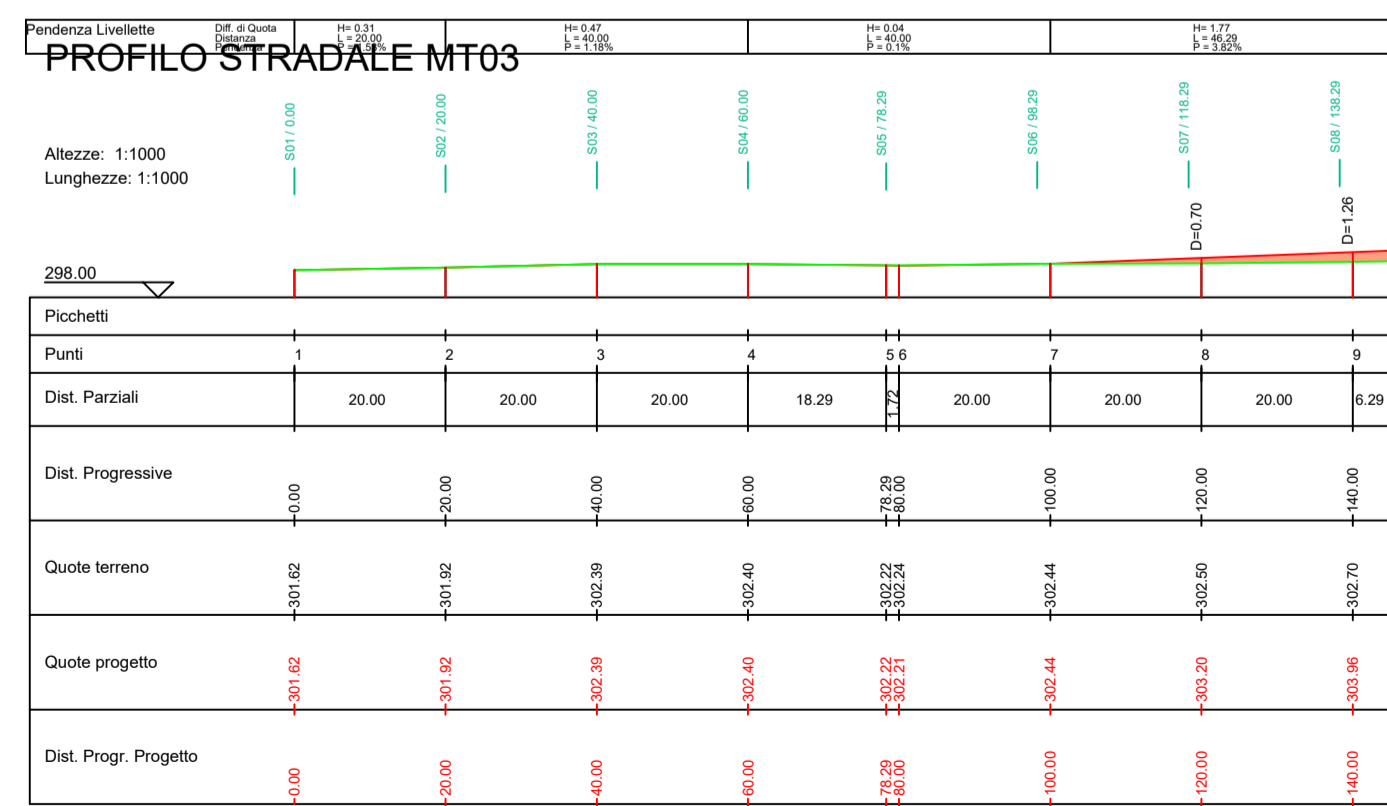 Pendenza Livellette
Diff. di Quota H= 0.31 H= 0.47 H= 0.04 H= 1.77
Distanza L = 20.00 L = 40.00 L = 40.00 L = 46.29
Pendenza P = 1.53% P = 1.18% P = 0.1% P = 3.82%
PROFILO STRADALE MT03
S01 / 0.00 S02 / 20.00 S03 / 40.00 S04 / 60.00 S05 / 78.29 S06 / 98.29 S07 / 118.29 S08 / 138.29
Altezze: 1:1000
Lunghezze: 1:1000
D=0.70 D=1.26
298.00
Picchetti
Punti 1 2 3 4 5 6 7 8 9
Dist. Parziali 20.00 20.00 20.00 18.29 1.72 20.00 20.00 20.00 6.29
Dist. Progressive 0.00 20.00 40.00 60.00 78.29 80.00 100.00 120.00 140.00
Quote terreno 301.62 301.92 302.39 302.40 302.22 302.24 302.44 302.50 302.70
Quote progetto 301.62 301.92 302.39 302.40 302.22 302.21 302.44 303.20 303.96
Dist. Progr. Progetto 0.00 20.00 40.00 60.00 78.29 80.00 100.00 120.00 140.00